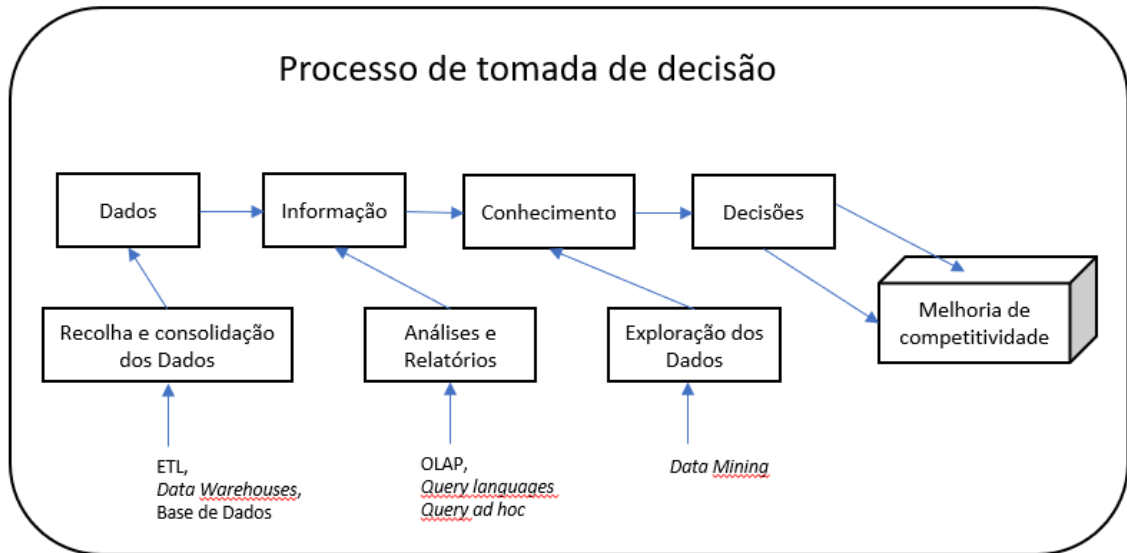 Processo de tomada de decisão
Dados
Informação
Conhecimento
Decisões
Melhoria de
competitividade
Recolha e consolidação
dos Dados
Análises e
Relatórios
Exploração dos
Dados
ETL,
Data Warehouses,
Base de Dados
OLAP,
Query languages
Query ad hoc
Data Mining